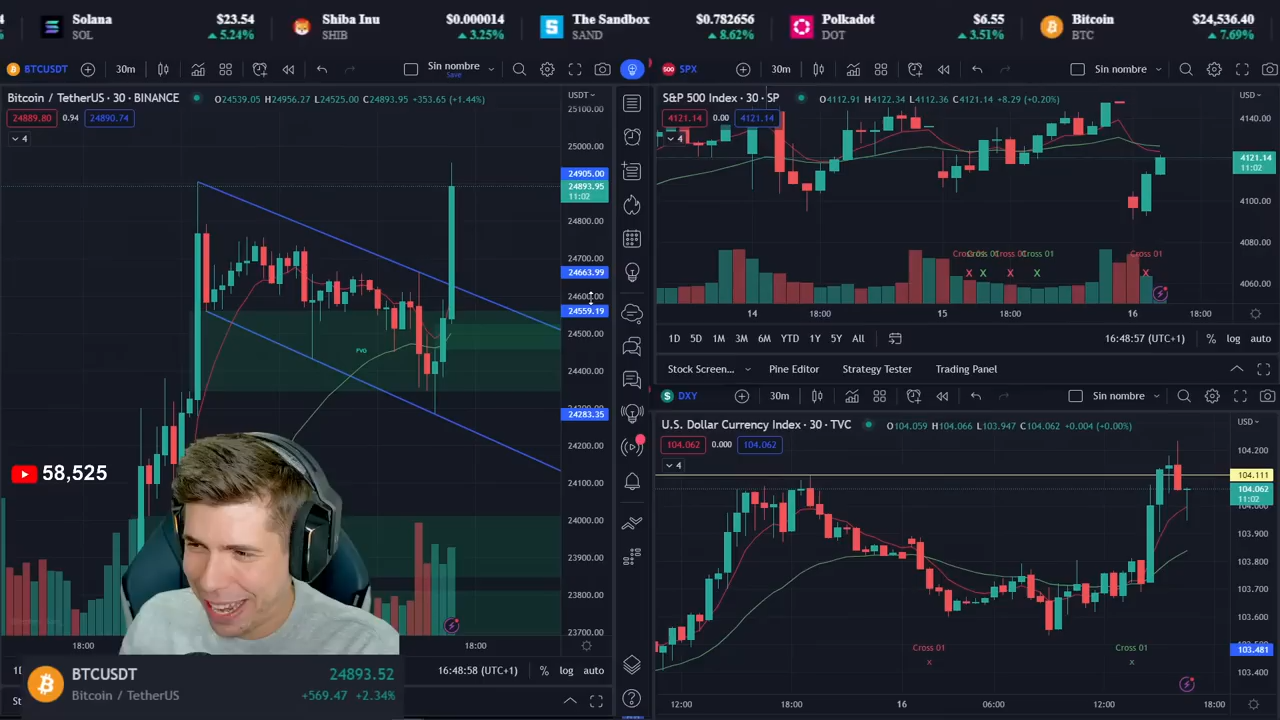 Solana $23.54
SOL 5.24%
Shiba Inu $0.000014
SHIB 3.25%
The Sandbox $0.782656
SAND 8.62%
Polkadot $6.55
DOT 3.51%
Bitcoin $24,536.40
BTC 7.69%
BTCUSDT 30m Sin nombre
Save
Bitcoin / TetherUS · 30 · BINANCE O24539.05 H24956.27 L24525.00 C24893.95 +353.65 (+1.44%)
24889.80 0.94 24890.74
4
USDT
25100.00
25000.00
24905.00
24893.95
11:02
24800.00
24700.00
24663.99
24600.00
24559.19
24500.00
24400.00
24283.35
24200.00
24100.00
24000.00
23900.00
23800.00
23700.00
FVG
58,525
18:00 18:00
16:48:58 (UTC+1) % log auto
BTCUSDT 24893.52
Bitcoin / TetherUS +569.47 +2.34%
SPX 30m Sin nombre
S&P 500 Index · 30 · SP O4112.91 H4122.34 L4112.36 C4121.14 +8.29 (+0.20%)
4121.14 0.00 4121.14
4
USD
4140.00
4121.14
11:02
4100.00
4080.00
4060.00
Cross 01 Cross 01 Cross 01 Cross 01
x x x x x
14 18:00 15 18:00 16 18:00
1D 5D 1M 3M 6M YTD 1Y 5Y All 16:48:57 (UTC+1) % log auto
Stock Screen... Pine Editor Strategy Tester Trading Panel
DXY 30m Sin nombre
U.S. Dollar Currency Index · 30 · TVC O104.059 H104.066 L103.947 C104.062 +0.004 (+0.00%)
104.062 0.000 104.062
4
USD
104.200
104.111
104.062
11:02
104.000
103.900
103.800
103.700
103.600
103.481
103.400
Cross 01 Cross 01
x x
12:00 18:00 16 06:00 12:00 18:00